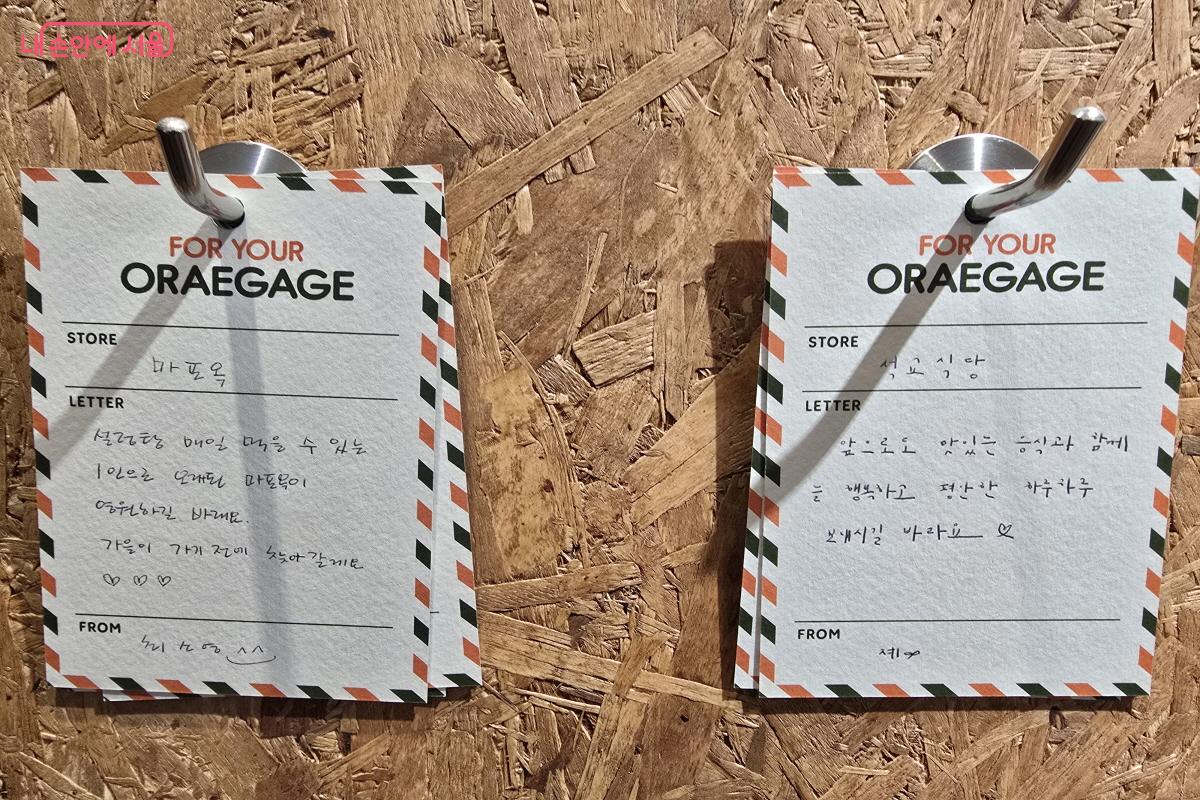 내 손안에 서울
FOR YOUR
ORAEGAGE
STORE
마포옥
LETTER
설렁탕 매일 먹을 수 있는
1인으로 오래된 마포옥이
영원하길 바래요.
가을이 가기 전에 찾아갈게요
♡ ♡ ♡
FROM
^^
FOR YOUR
ORAEGAGE
STORE
석교식당
LETTER
앞으로도 맛있는 음식과 함께
늘 행복하고 평안한 하루하루
보내시길 바라요 ♡
FROM